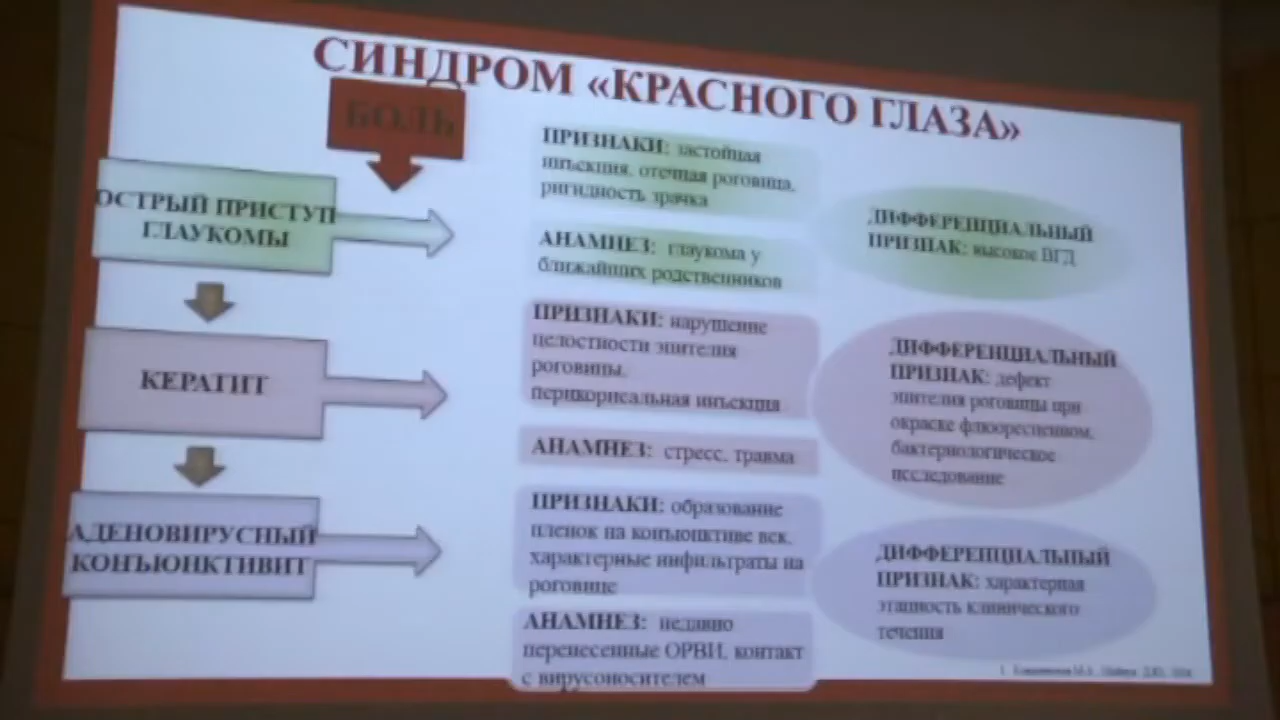 СИНДРОМ «КРАСНОГО ГЛАЗА»
БОЛЬ
ОСТРЫЙ ПРИСТУП
ГЛАУКОМЫ
ПРИЗНАКИ: застойная
инъекция, отечная роговица,
ригидность зрачка
АНАМНЕЗ: глаукома у
ближайших родственников
ДИФФЕРЕНЦИАЛЬНЫЙ
ПРИЗНАК: высокое ВГД
КЕРАТИТ
ПРИЗНАКИ: нарушение
целостности эпителия
роговицы,
перикорнеальная инъекция
АНАМНЕЗ: стресс, травма
ДИФФЕРЕНЦИАЛЬНЫЙ
ПРИЗНАК: дефект
эпителия роговицы при
окраске флюоресцеином,
бактериологическое
исследование
АДЕНОВИРУСНЫЙ
КОНЪЮНКТИВИТ
ПРИЗНАКИ: образование
пленок на конъюнктиве век,
характерные инфильтраты на
роговице
АНАМНЕЗ: недавно
перенесенные ОРВИ, контакт
с вирусоносителем
ДИФФЕРЕНЦИАЛЬНЫЙ
ПРИЗНАК: характерная
этапность клинического
течения